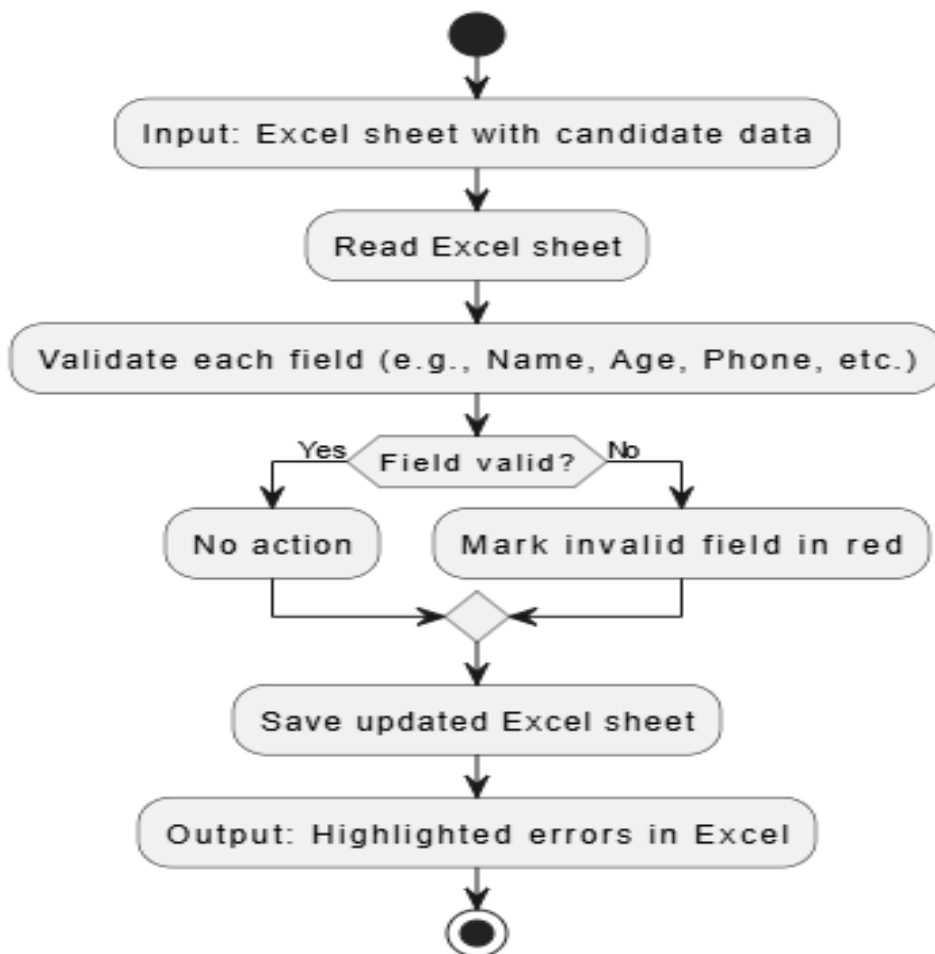 Input: Excel sheet with candidate data
Read Excel sheet
Validate each field (e.g., Name, Age, Phone, etc.)
Yes
Field valid?
No
No action
Mark invalid field in red
Save updated Excel sheet
Output: Highlighted errors in Excel